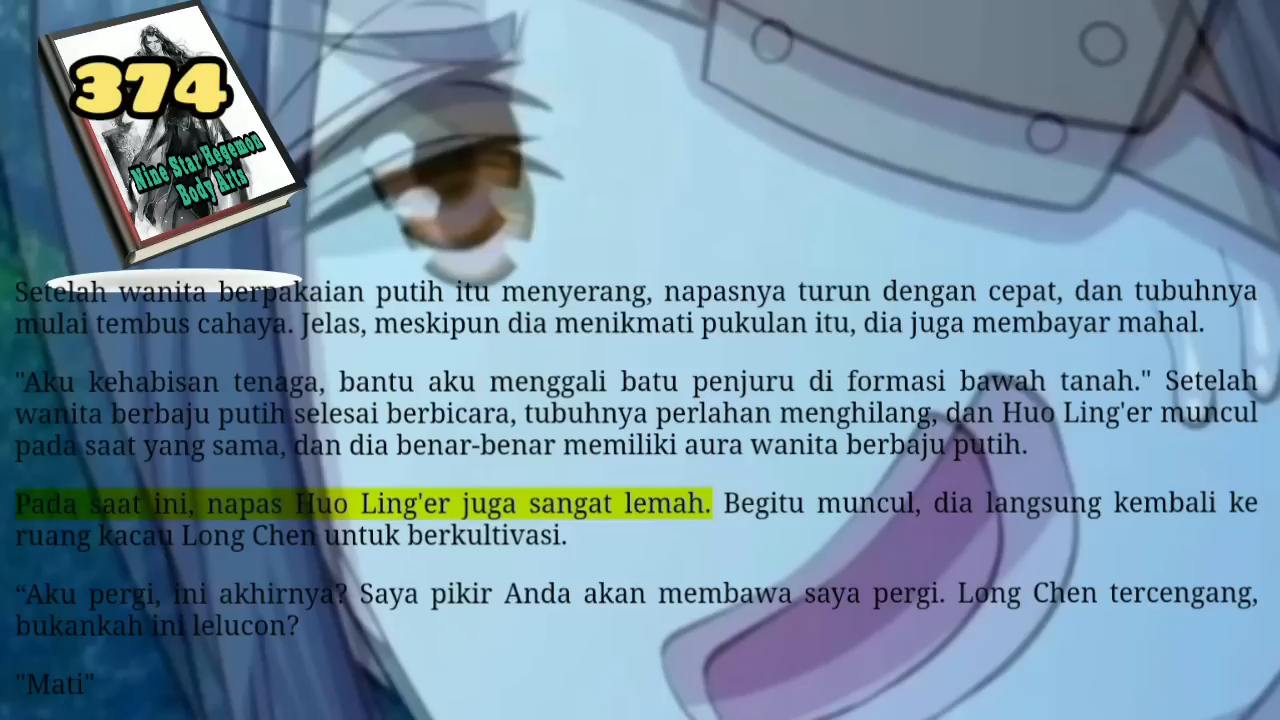 374
Nine Star Hegemon
Body Arts
Setelah wanita berpakaian putih itu menyerang, napasnya turun dengan cepat, dan tubuhnya
mulai tembus cahaya. Jelas, meskipun dia menikmati pukulan itu, dia juga membayar mahal.
"Aku kehabisan tenaga, bantu aku menggali batu penjuru di formasi bawah tanah." Setelah
wanita berbaju putih selesai berbicara, tubuhnya perlahan menghilang, dan Huo Ling'er muncul
pada saat yang sama, dan dia benar-benar memiliki aura wanita berbaju putih.
Pada saat ini, napas Huo Ling'er juga sangat lemah. Begitu muncul, dia langsung kembali ke
ruang kacau Long Chen untuk berkultivasi.
“Aku pergi, ini akhirnya? Saya pikir Anda akan membawa saya pergi. Long Chen tercengang,
bukankah ini lelucon?
"Mati"